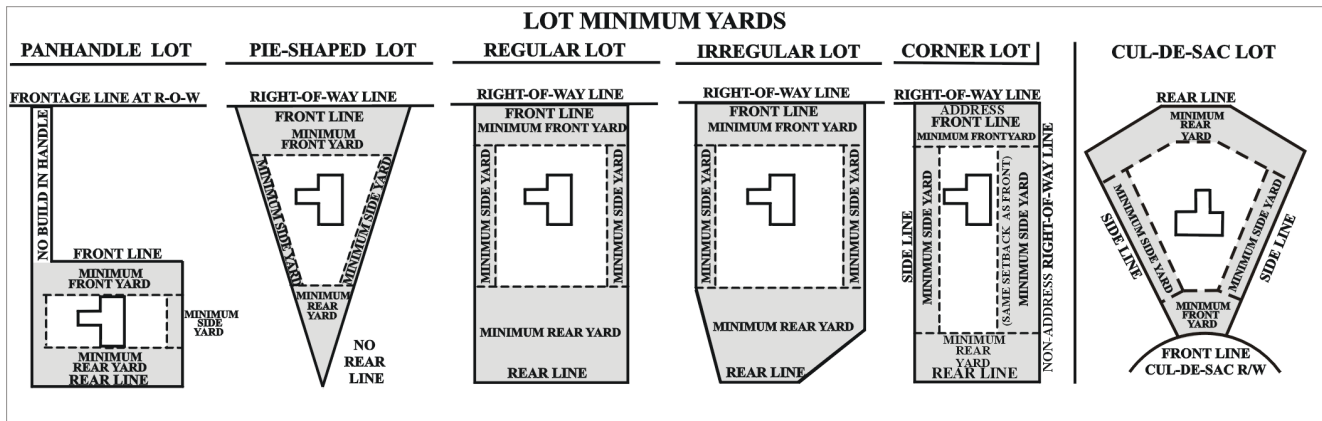 LOT MINIMUM YARDS
PANHANDLE LOT
FRONTAGE LINE AT R-O-W
NO BUILD IN HANDLE
FRONT LINE
MINIMUM
FRONT YARD
MINIMUM
SIDE
YARD
MINIMUM
REAR YARD
REAR LINE
PIE-SHAPED LOT
RIGHT-OF-WAY LINE
FRONT LINE
MINIMUM
FRONT YARD
MINIMUM SIDE YARD
MINIMUM SIDE YARD
MINIMUM
REAR
YARD
NO
REAR
LINE
REGULAR LOT
RIGHT-OF-WAY LINE
FRONT LINE
MINIMUM FRONT YARD
MINIMUM SIDE YARD
MINIMUM SIDE YARD
MINIMUM REAR YARD
REAR LINE
IRREGULAR LOT
RIGHT-OF-WAY LINE
FRONT LINE
MINIMUM FRONT YARD
MINIMUM SIDE YARD
MINIMUM SIDE YARD
MINIMUM REAR YARD
REAR LINE
CORNER LOT
RIGHT-OF-WAY LINE
ADDRESS
FRONT LINE
MINIMUM FRONT YARD
SIDE LINE
MINIMUM SIDE YARD
(SAME SETBACK AS FRONT)
MINIMUM SIDE YARD
NON-ADDRESS RIGHT-OF-WAY LINE
MINIMUM
REAR
YARD
REAR LINE
CUL-DE-SAC LOT
REAR LINE
MINIMUM
REAR
YARD
MINIMUM SIDE YARD
SIDE LINE
MINIMUM SIDE YARD
SIDE LINE
MINIMUM
FRONT
YARD
FRONT LINE
CUL-DE-SAC R/W